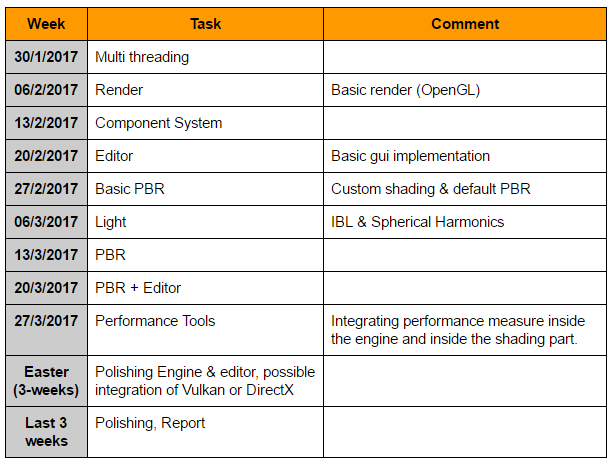 Week Task Comment
30/1/2017 Multi threading
06/2/2017 Render Basic render (OpenGL)
13/2/2017 Component System
20/2/2017 Editor Basic gui implementation
27/2/2017 Basic PBR Custom shading & default PBR
06/3/2017 Light IBL & Spherical Harmonics
13/3/2017 PBR
20/3/2017 PBR + Editor
27/3/2017 Performance Tools Integrating performance measure inside
the engine and inside the shading part.
Easter Polishing Engine & editor, possible
(3-weeks) integration of Vulkan or DirectX
Last 3 Polishing, Report
weeks